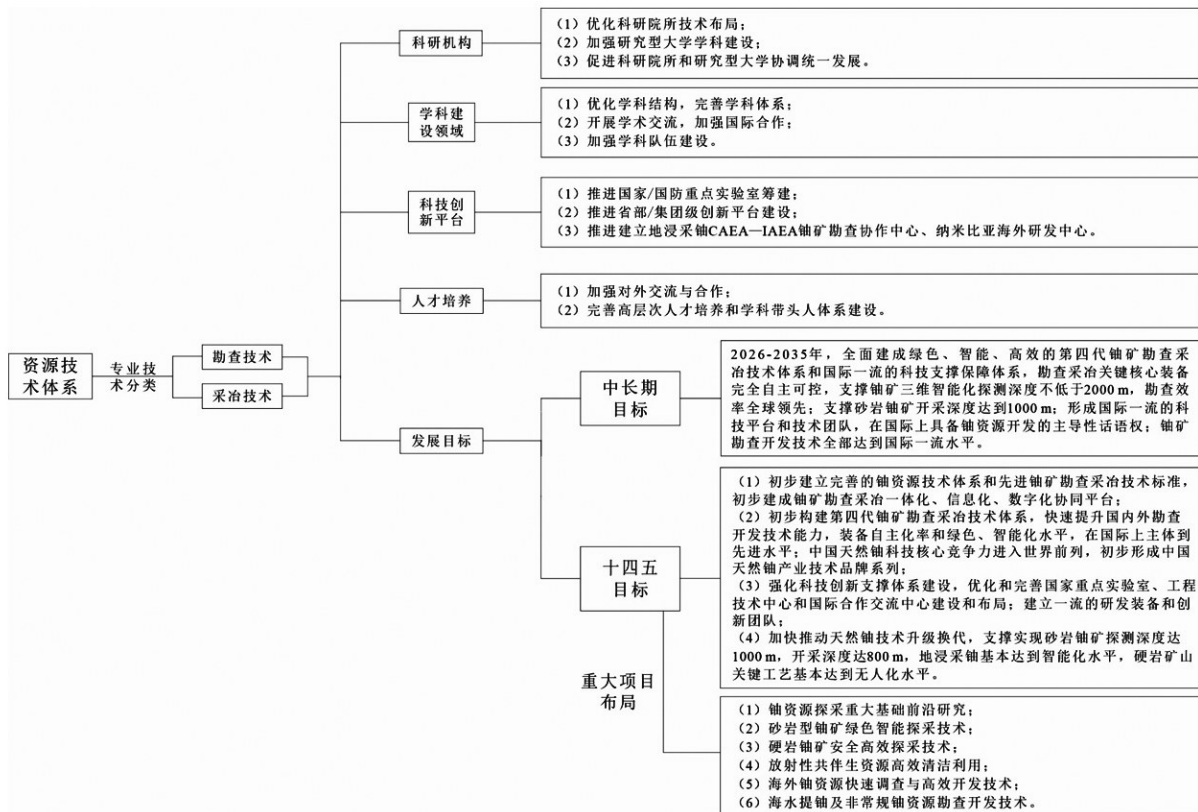 资源技
术体系
专业技
术分类
勘查技术
采冶技术
科研机构
（1）优化科研院所技术布局；
（2）加强研究型大学学科建设；
（3）促进科研院所和研究型大学协调统一发展。
学科建
设领域
（1）优化学科结构，完善学科体系；
（2）开展学术交流，加强国际合作；
（3）加强学科队伍建设。
科技创
新平台
（1）推进国家/国防重点实验室筹建；
（2）推进省部/集团级创新平台建设；
（3）推进建立地浸采铀CAEA—IAEA铀矿勘查协作中心、纳米比亚海外研发中心。
人才培养
（1）加强对外交流与合作；
（2）完善高层次人才培养和学科带头人体系建设。
发展目标
中长期
目标
2026-2035年，全面建成绿色、智能、高效的第四代铀矿勘查采
冶技术体系和国际一流的科技支撑保障体系，勘查采冶关键核心装备
完全自主可控，支撑铀矿三维智能化探测深度不低于2000 m，勘查效
率全球领先；支撑砂岩铀矿开采深度达到1000 m；形成国际一流的科
技平台和技术团队，在国际上具备铀资源开发的主导性话语权；铀矿
勘查开发技术全部达到国际一流水平。
十四五
目标
（1）初步建立完善的铀资源技术体系和先进铀矿勘查采冶技术标准，
初步建成铀矿勘查采冶一体化、信息化、数字化协同平台；
（2）初步构建第四代铀矿勘查采冶技术体系，快速提升国内外勘查
开发技术能力，装备自主化率和绿色、智能化水平，在国际上主体到
先进水平；中国天然铀科技核心竞争力进入世界前列，初步形成中国
天然铀产业技术品牌系列；
（3）强化科技创新支撑体系建设，优化和完善国家重点实验室、工程
技术中心和国际合作交流中心建设和布局；建立一流的研发装备和创
新团队；
（4）加快推动天然铀技术升级换代，支撑实现砂岩铀矿探测深度达
1000 m，开采深度达800 m，地浸采铀基本达到智能化水平，硬岩矿山
关键工艺基本达到无人化水平。
重大项目
布局
（1）铀资源探采重大基础前沿研究；
（2）砂岩型铀矿绿色智能探采技术；
（3）硬岩铀矿安全高效探采技术；
（4）放射性共伴生资源高效清洁利用；
（5）海外铀资源快速调查与高效开发技术；
（6）海水提铀及非常规铀资源勘查开发技术。